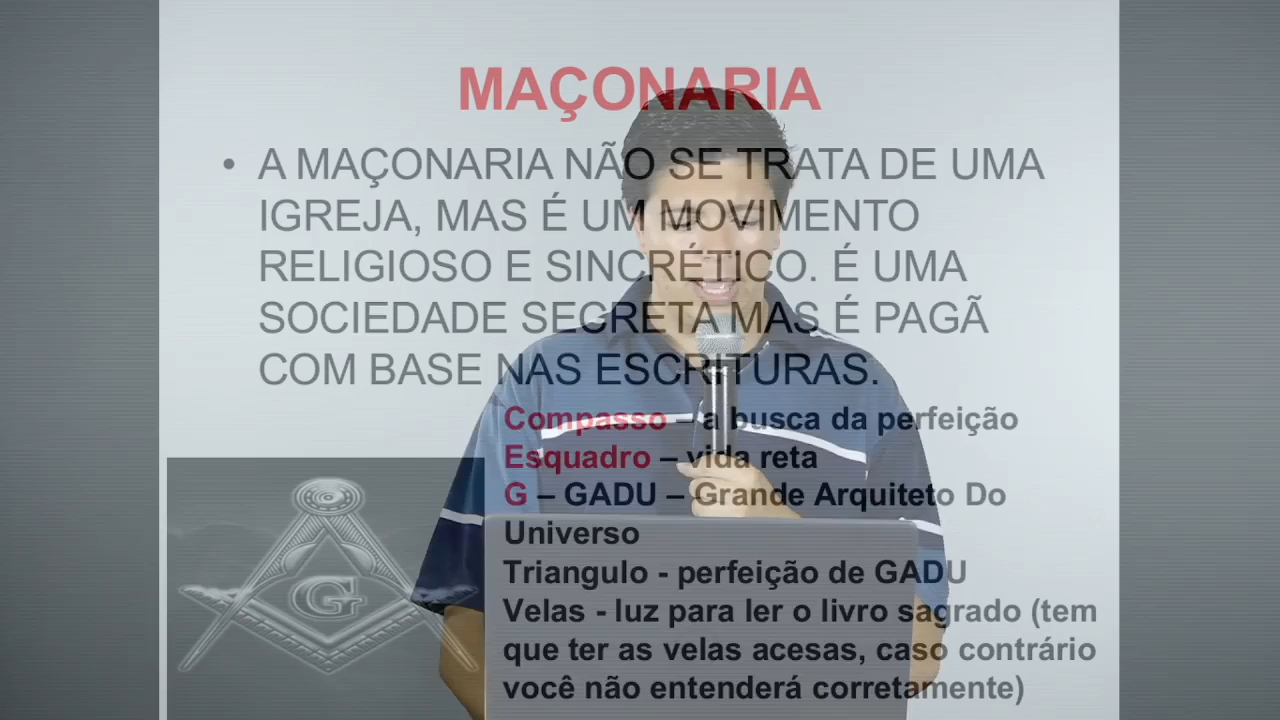 MAÇONARIA
• A MAÇONARIA NÃO SE TRATA DE UMA
IGREJA, MAS É UM MOVIMENTO
RELIGIOSO E SINCRÉTICO. É UMA
SOCIEDADE SECRETA MAS É PAGÃ
COM BASE NAS ESCRITURAS.
Compasso – a busca da perfeição
Esquadro – vida reta
G – GADU – Grande Arquiteto Do
Universo
Triangulo - perfeição de GADU
Velas - luz para ler o livro sagrado (tem
que ter as velas acesas, caso contrário
você não entenderá corretamente)
G